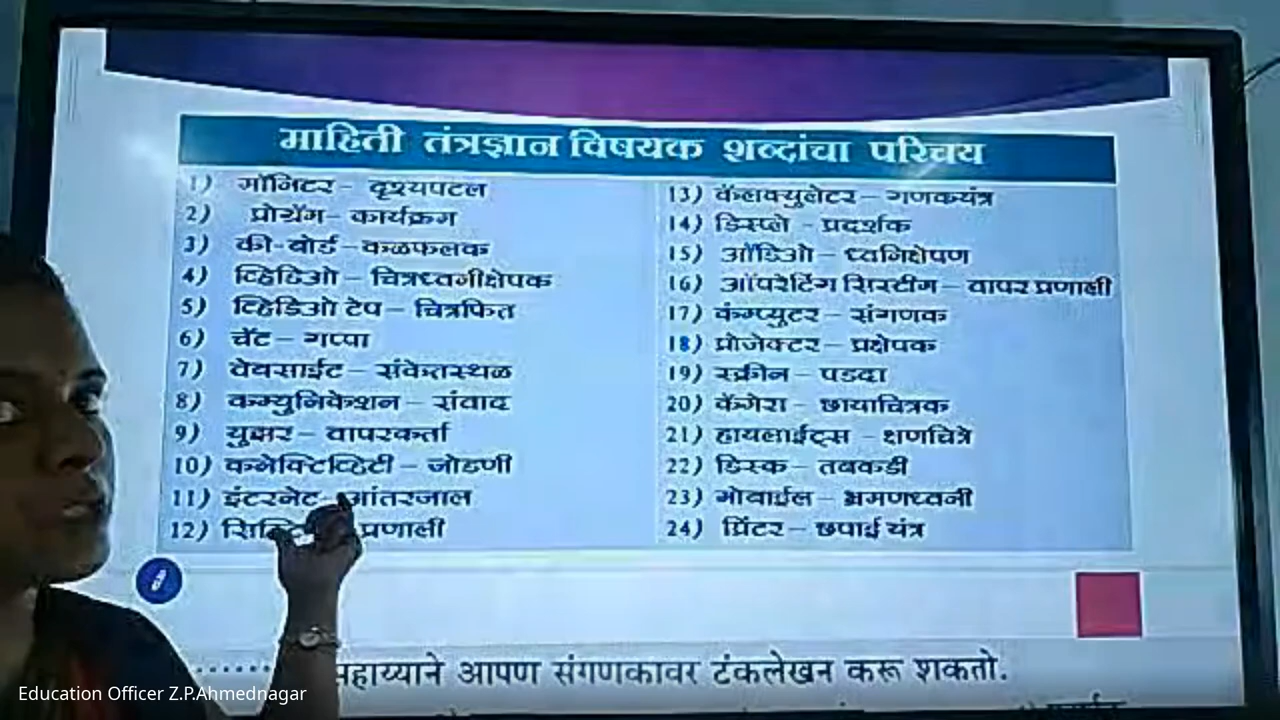 माहिती तंत्रज्ञान विषयक शब्दांचा परिचय
1) मॉनिटर – दृश्यपटल
2) प्रोग्रॅम – कार्यक्रम
3) की-बोर्ड – कळफलक
4) व्हिडिओ – चित्रध्वनीक्षेपक
5) व्हिडिओ टेप – चित्रफित
6) चॅट – गप्पा
7) वेबसाईट – संकेतस्थळ
8) कम्युनिकेशन – संवाद
9) युझर – वापरकर्ता
10) कनेक्टिव्हिटी – जोडणी
11) इंटरनेट – आंतरजाल
12) प्रणाली
13) कॅलक्युलेटर – गणकयंत्र
14) डिस्प्ले - प्रदर्शक
15) ऑडिओ – ध्वनिक्षेपण
16) ऑपरेटिंग सिस्टीम – वापर प्रणाली
17) कंम्प्युटर – संगणक
18) प्रोजेक्टर – प्रक्षेपक
19) स्क्रीन – पडदा
20) कॅमेरा – छायाचित्रक
21) हायलाईट्स – क्षणचित्रे
22) डिस्क – तबकडी
23) मोबाईल – भ्रमणध्वनी
24) प्रिंटर – छपाई यंत्र
........ आपण संगणकावर टंकलेखन करू शकतो.
Education Officer Z.P.Ahmednagar